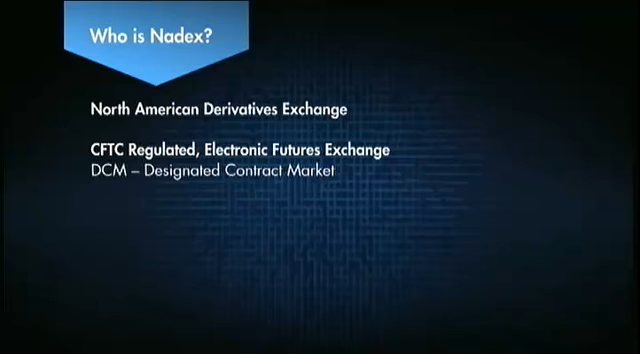 Who is Nadex?
North American Derivatives Exchange
CFTC Regulated, Electronic Futures Exchange
DCM – Designated Contract Market